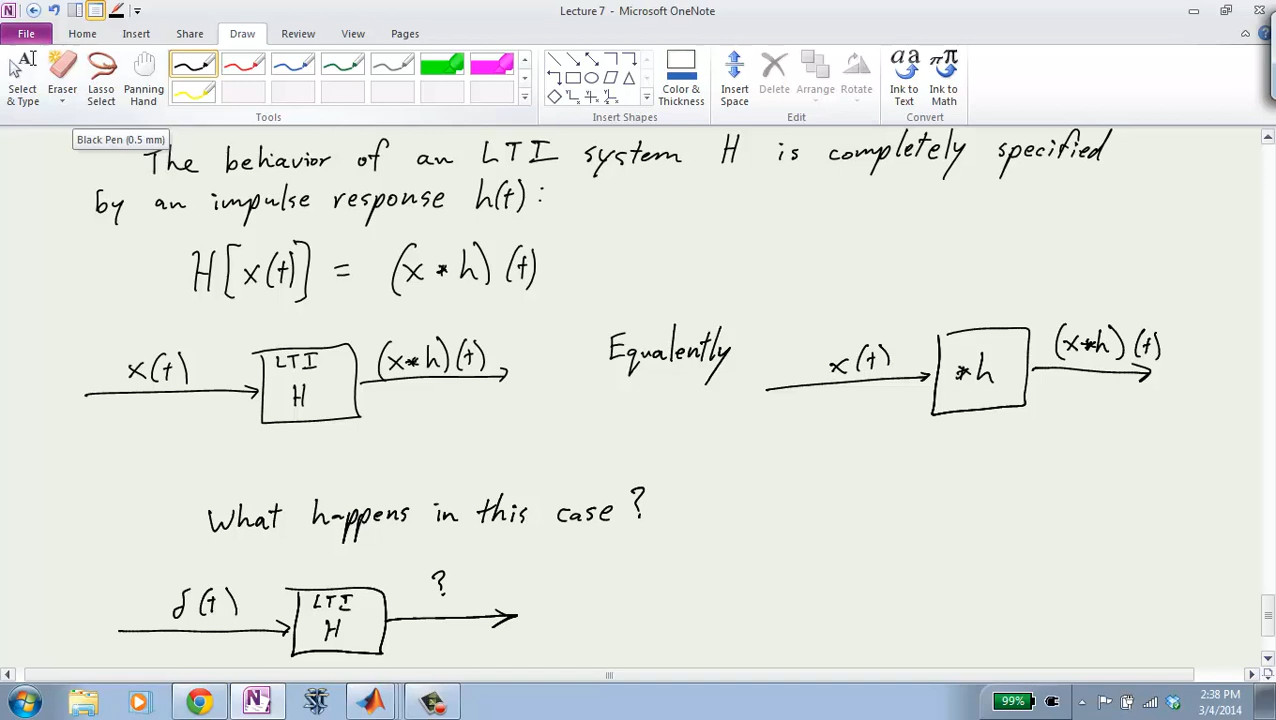 Lecture 7 - Microsoft OneNote
File Home Insert Share Draw Review View Pages
Select & Type
Eraser
Lasso Select
Panning Hand
Color & Thickness
Insert Space
Delete
Arrange
Rotate
Ink to Text
Ink to Math
Tools
Insert Shapes
Edit
Convert
Black Pen (0.5 mm)
The behavior of an LTI system H is completely specified
by an impulse response h(t):
H[x(t)] = (x * h)(t)
x(t) LTI H (x*h)(t)
Equalently
x(t) *h (x*h)(t)
What happens in this case?
δ(t) LTI H ?
99%
2:38 PM
3/4/2014